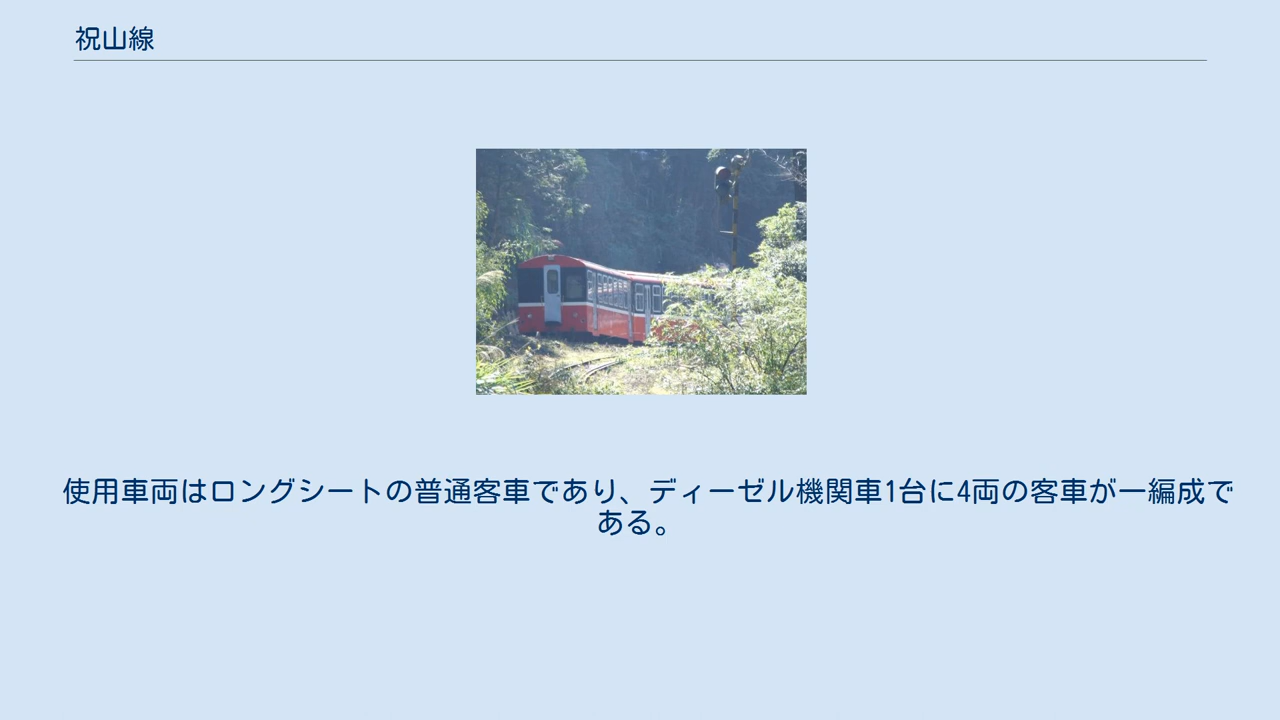 祝山線
使用車両はロングシートの普通客車であり、ディーゼル機関車1台に4両の客車が一編成で
ある。